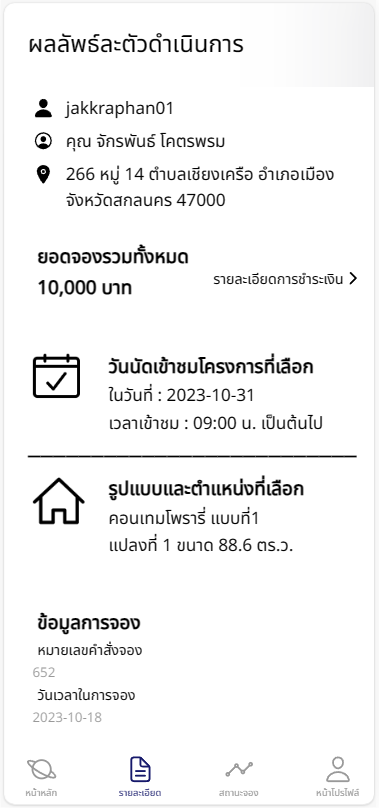 ผลลัพธ์ละตัวดำเนินการ
jakkraphan01
คุณ จักรพันธ์ โคตรพรม
266 หมู่ 14 ตำบลเชียงเครือ อำเภอเมือง
จังหวัดสกลนคร 47000
ยอดจองรวมทั้งหมด
10,000 บาท
รายละเอียดการชำระเงิน
วันนัดเข้าชมโครงการที่เลือก
ในวันที่ : 2023-10-31
เวลาเข้าชม : 09:00 น. เป็นต้นไป
รูปแบบและตำแหน่งที่เลือก
คอนเทมโพรารี่ แบบที่1
แปลงที่ 1 ขนาด 88.6 ตร.ว.
ข้อมูลการจอง
หมายเลขคำสั่งจอง
652
วันเวลาในการจอง
2023-10-18
หน้าหลัก
รายละเอียด
สถานะจอง
หน้าโปรไฟล์